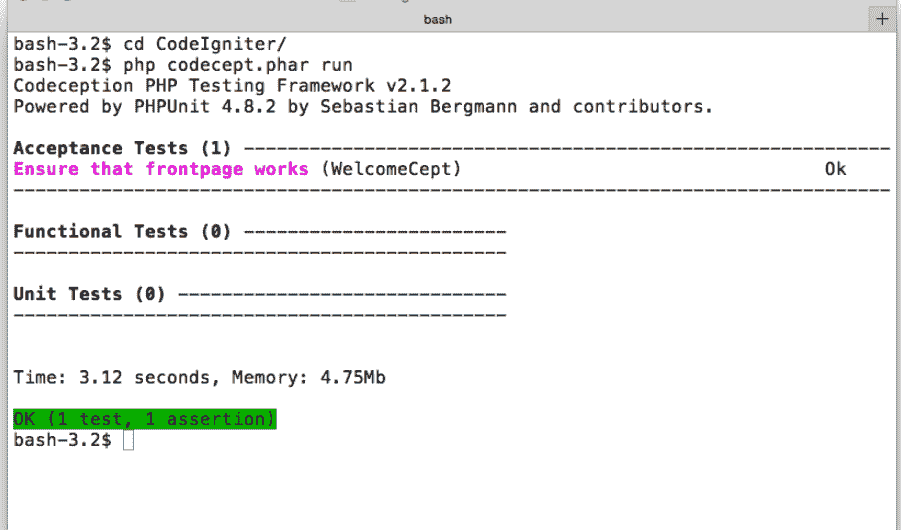 bash
+
bash-3.2$ cd CodeIgniter/
bash-3.2$ php codecept.phar run
Codeception PHP Testing Framework v2.1.2
Powered by PHPUnit 4.8.2 by Sebastian Bergmann and contributors.
Acceptance Tests (1) -----------------------------------------------------------
Ensure that frontpage works (WelcomeCept)                                 Ok
--------------------------------------------------------------------------------
Functional Tests (0) ------------------------
---------------------------------------------
Unit Tests (0) ------------------------------
---------------------------------------------
Time: 3.12 seconds, Memory: 4.75Mb
OK (1 test, 1 assertion)
bash-3.2$